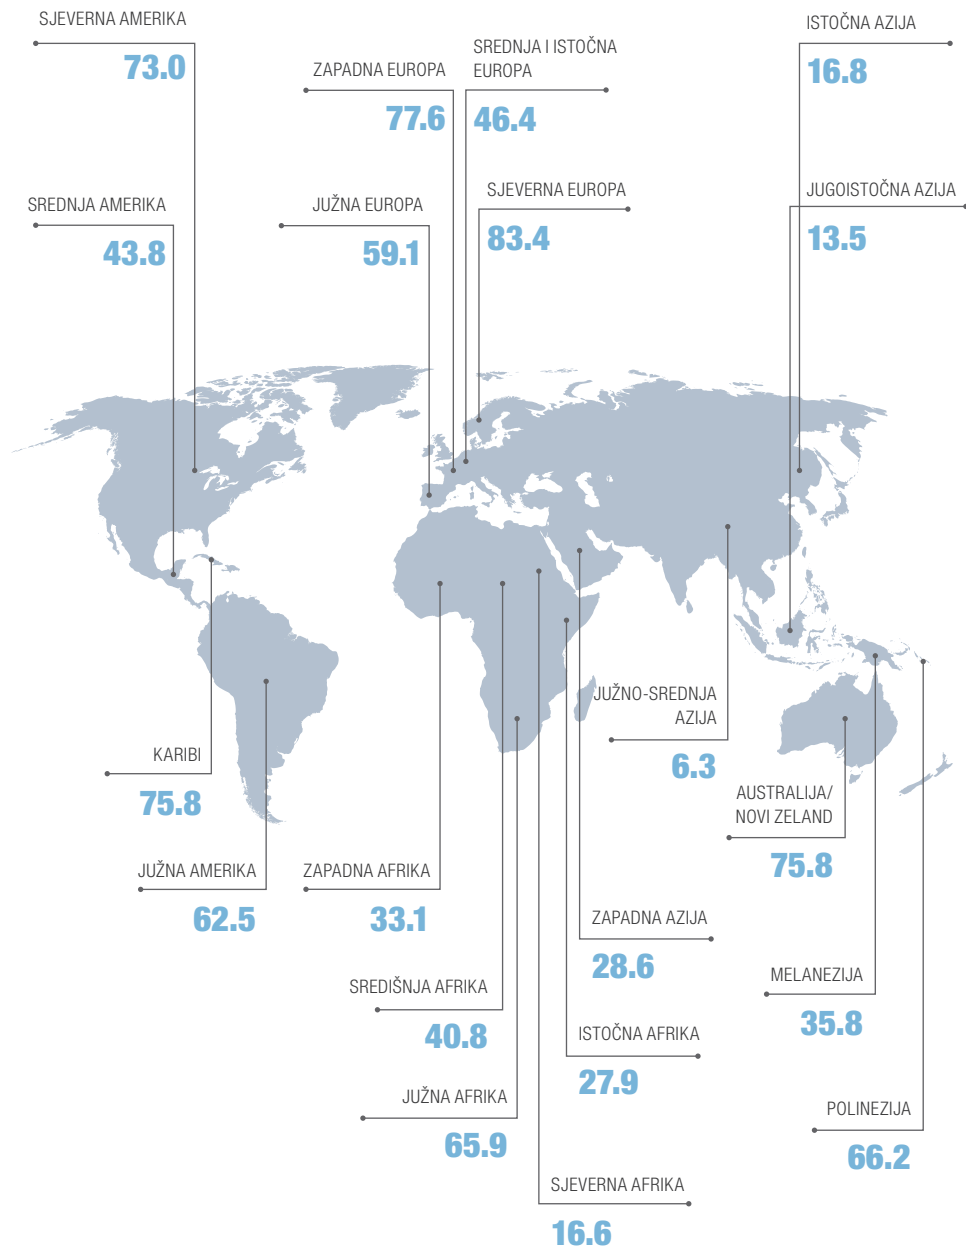 SJEVERNA AMERIKA
73.0
ZAPADNA EUROPA
77.6
SREDNJA I ISTOČNA
EUROPA
46.4
ISTOČNA AZIJA
16.8
SREDNJA AMERIKA
43.8
JUŽNA EUROPA
59.1
SJEVERNA EUROPA
83.4
JUGOISTOČNA AZIJA
13.5
KARIBI
75.8
JUŽNO-SREDNJA
AZIJA
6.3
AUSTRALIJA/
NOVI ZELAND
75.8
JUŽNA AMERIKA
62.5
ZAPADNA AFRIKA
33.1
ZAPADNA AZIJA
28.6
MELANEZIJA
35.8
SREDIŠNJA AFRIKA
40.8
ISTOČNA AFRIKA
27.9
JUŽNA AFRIKA
65.9
POLINEZIJA
66.2
SJEVERNA AFRIKA
16.6